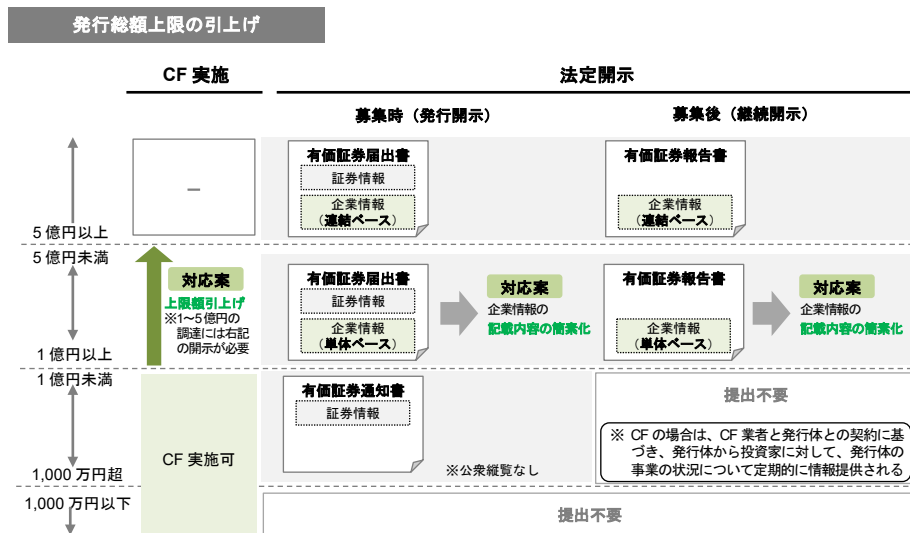 発行総額上限の引上げ
CF 実施
法定開示
募集時（発行開示）
募集後（継続開示）
5 億円以上
－
有価証券届出書
証券情報
企業情報
（連結ベース）
有価証券報告書
企業情報
（連結ベース）
5 億円未満
1 億円以上
対応案
上限額引上げ
※1～5 億円の
調達には右記
の開示が必要
有価証券届出書
証券情報
企業情報
（単体ベース）
対応案
企業情報の
記載内容の簡素化
有価証券報告書
企業情報
（単体ベース）
対応案
企業情報の
記載内容の簡素化
1 億円未満
1,000 万円超
CF 実施可
有価証券通知書
証券情報
※公衆縦覧なし
提出不要
※ CF の場合は、CF 業者と発行体との契約に基
づき、発行体から投資家に対して、発行体の
事業の状況について定期的に情報提供される
1,000 万円以下
提出不要